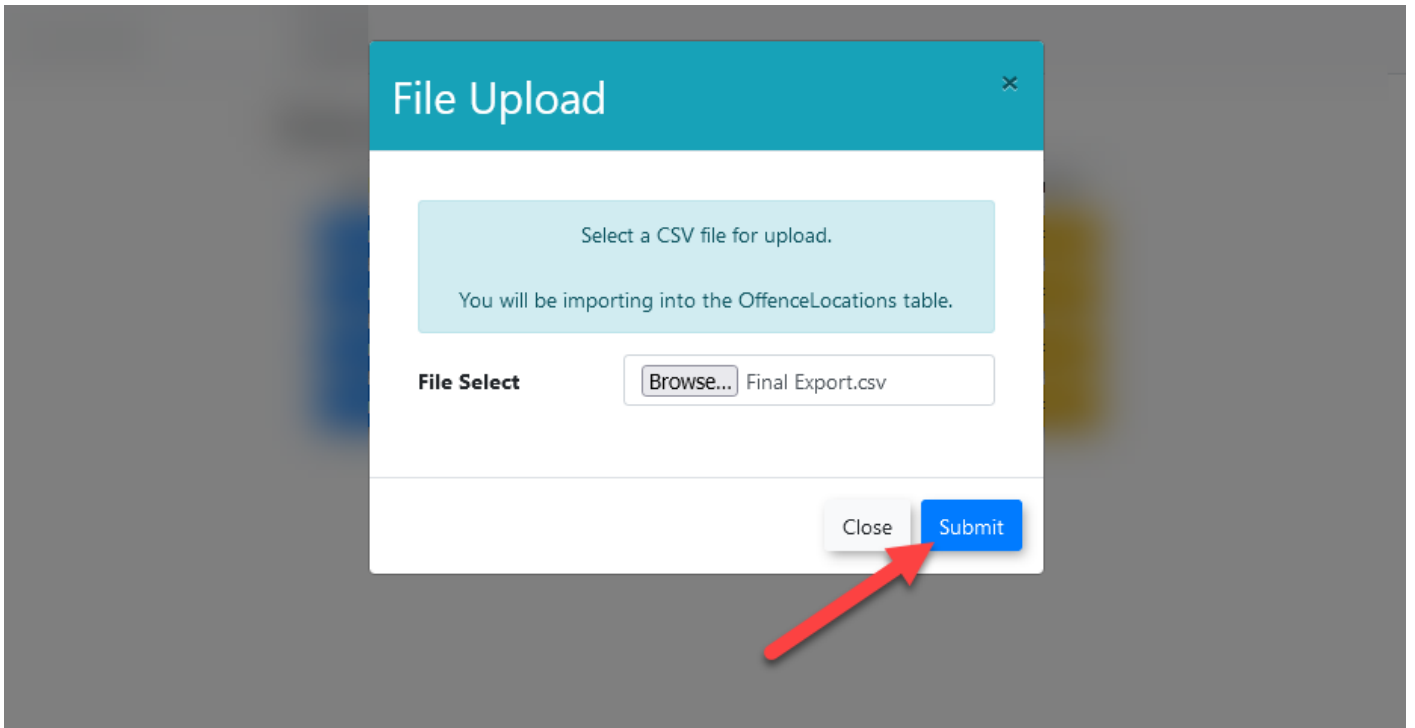 File Upload
×
Select a CSV file for upload.
You will be importing into the OffenceLocations table.
File Select
Browse... Final Export.csv
Close
Submit